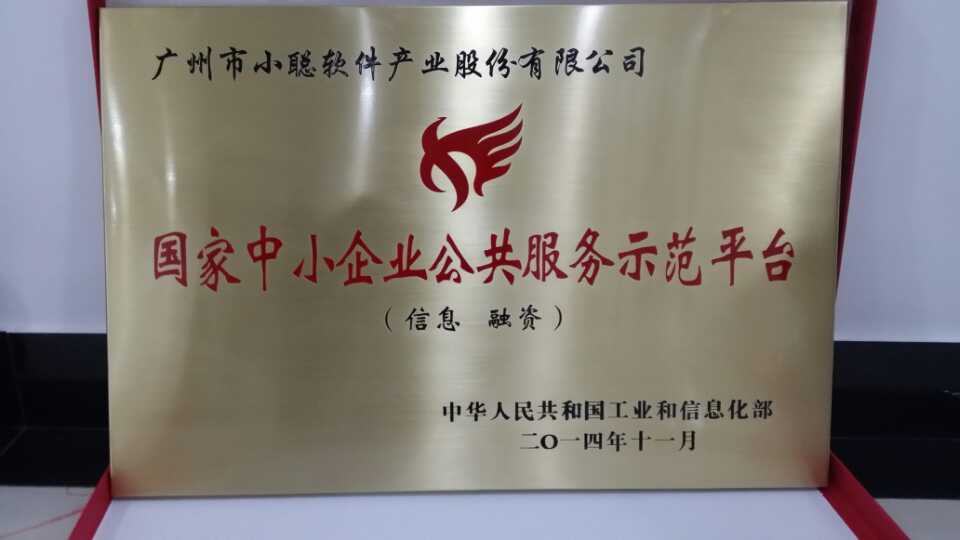 广州市小聪软件产业股份有限公司
国家中小企业公共服务示范平台
（信息 融资）
中华人民共和国工业和信息化部
二〇一四年十一月